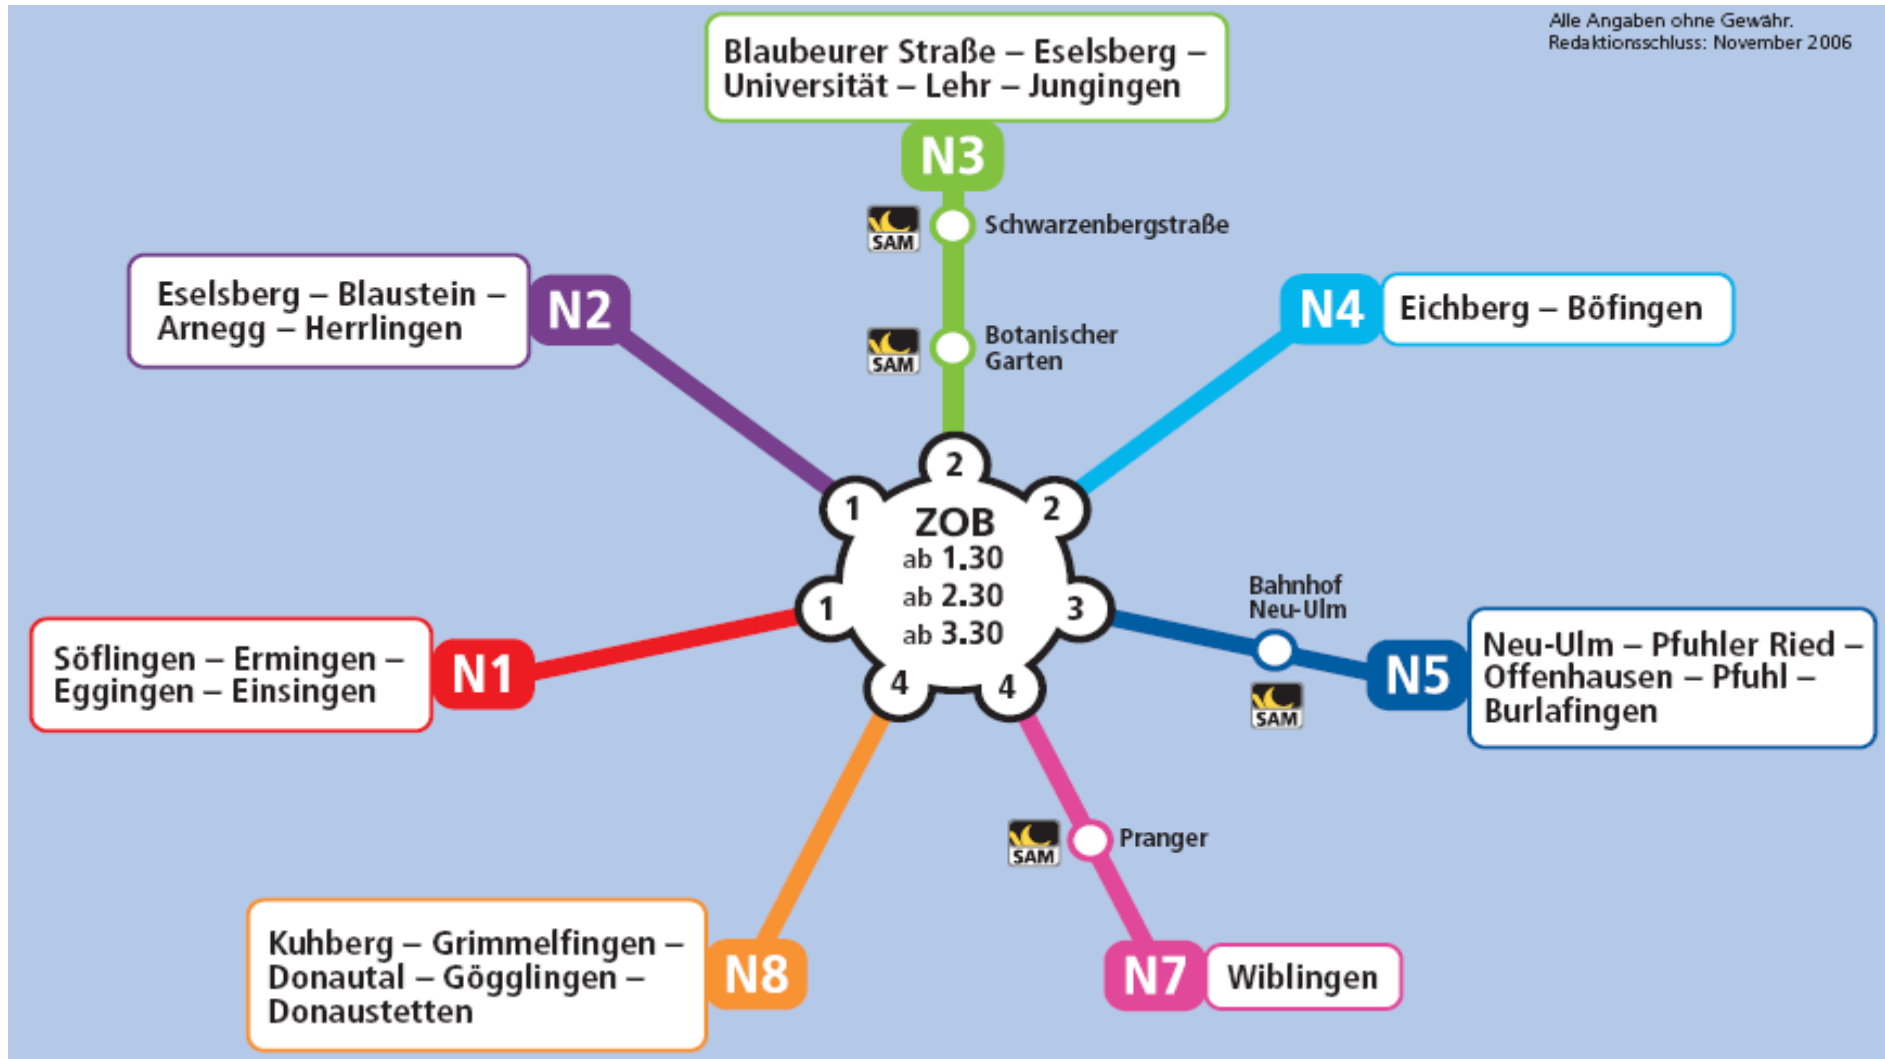 Alle Angaben ohne Gewähr.
Redaktionsschluss: November 2006
Blaubeurer Straße – Eselsberg –
Universität – Lehr – Jungingen
N3
SAM
Schwarzenbergstraße
SAM
Botanischer
Garten
Eselsberg – Blaustein –
Arnegg – Herrlingen
N2
N4
Eichberg – Böfingen
2
1
2
ZOB
ab 1.30
ab 2.30
ab 3.30
1
3
4
4
Bahnhof
Neu-Ulm
SAM
N5
Neu-Ulm – Pfuhler Ried –
Offenhausen – Pfuhl –
Burlafingen
Söflingen – Ermingen –
Eggingen – Einsingen
N1
SAM
Pranger
Kuhberg – Grimmelfingen –
Donautal – Gögglingen –
Donaustetten
N8
N7
Wiblingen